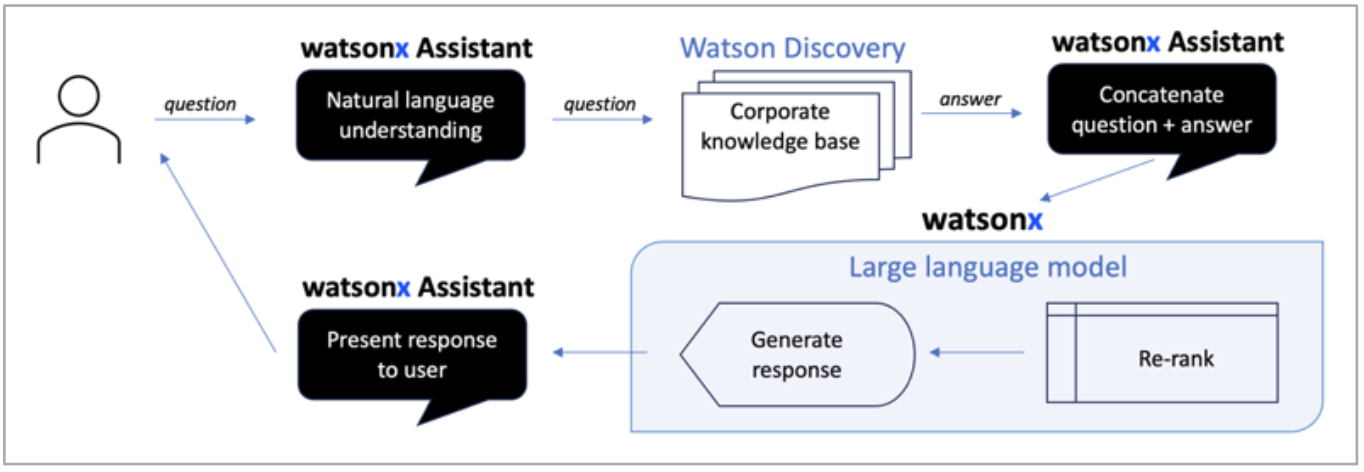 watsonx Assistant
Natural language
understanding
question
question
Watson Discovery
Corporate
knowledge base
answer
watsonx Assistant
Concatenate
question + answer
watsonx
Large language model
Re-rank
Generate
response
watsonx Assistant
Present response
to user